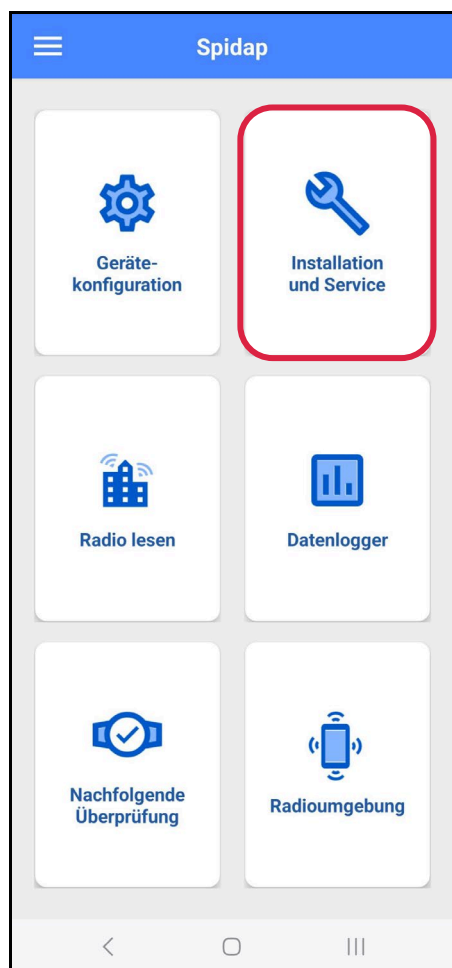 Spidap
Geräte-
konfiguration
Installation
und Service
Radio lesen
Datenlogger
Nachfolgende
Überprüfung
Radioumgebung